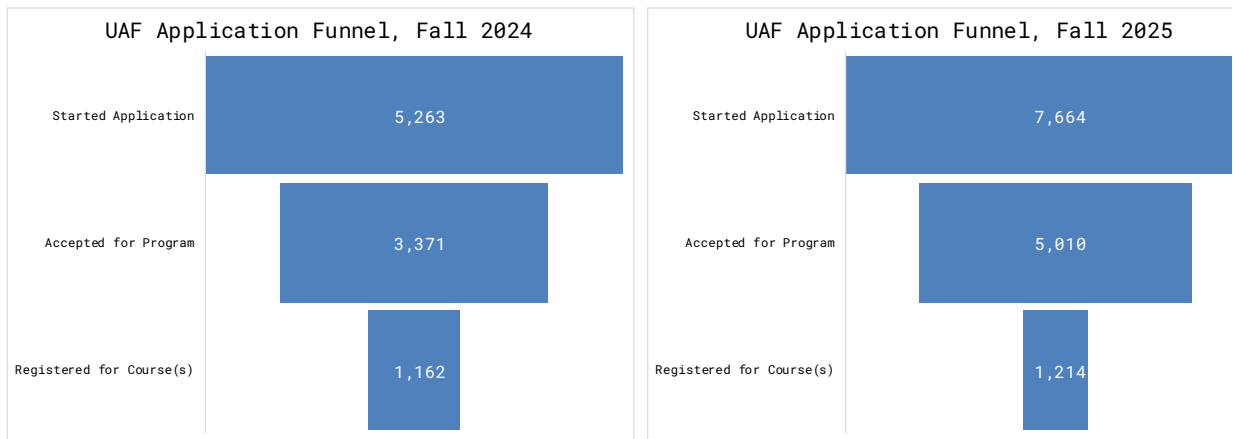 UAF Application Funnel, Fall 2024
Started Application
5,263
Accepted for Program
3,371
Registered for Course(s)
1,162
UAF Application Funnel, Fall 2025
Started Application
7,664
Accepted for Program
5,010
Registered for Course(s)
1,214